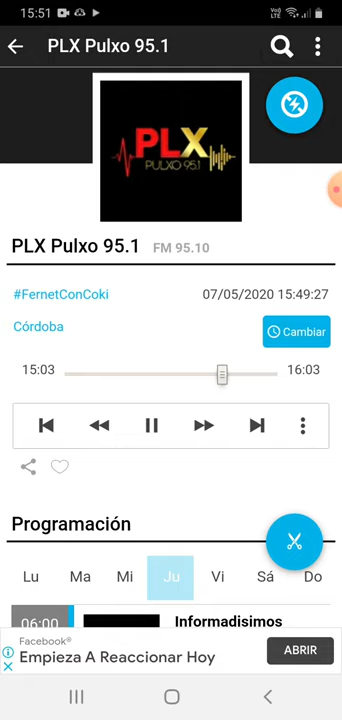 15:51
VoLTE
PLX Pulxo 95.1
PLX
PULXO 95.1
PLX Pulxo 95.1 FM 95.10
#FernetConCoki 07/05/2020 15:49:27
Córdoba Cambiar
15:03 16:03
Programación
Lu Ma Mi Ju Vi Sá Do
06:00 Informadisimos
Facebook®
Empieza A Reaccionar Hoy ABRIR